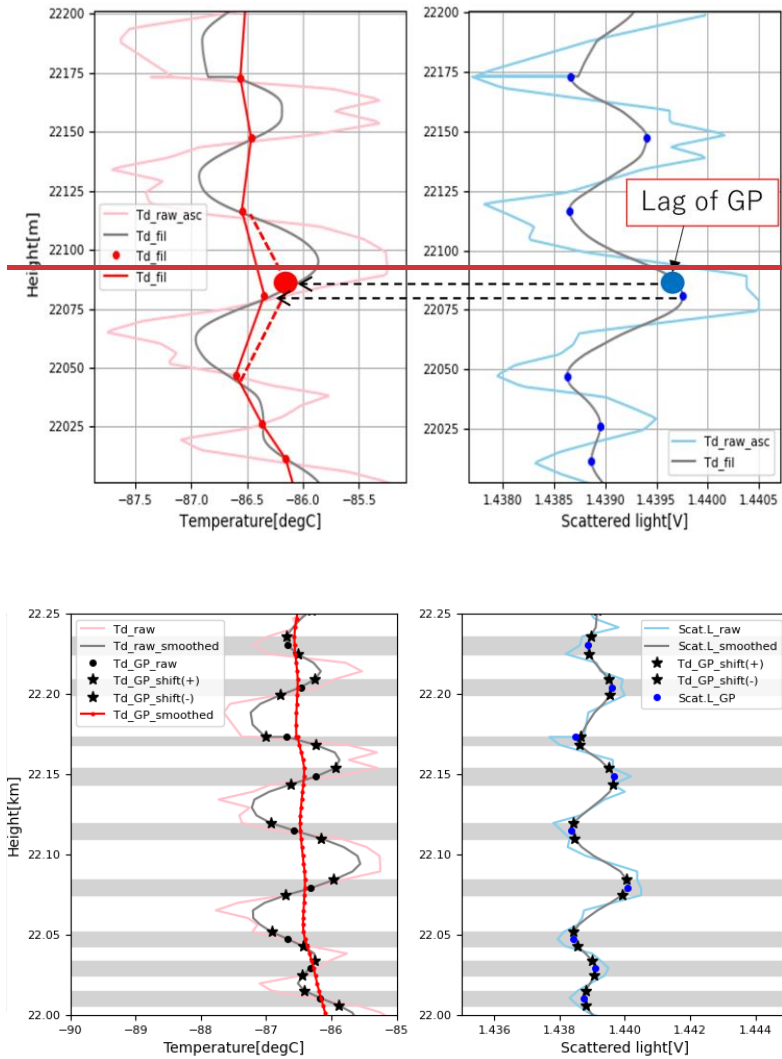 22200
22175
22150
22125
22100
22075
22050
22025
Height[m]
Td_raw_asc
Td_fil
Td_fil
Td_fil
−87.5 −87.0 −86.5 −86.0 −85.5
Temperature[degC]
22200
22175
22150
22125
22100
22075
22050
22025
Lag of GP
Td_raw_asc
Td_fil
1.4380 1.4385 1.4390 1.4395 1.4400 1.4405
Scattered light[V]
22.25
22.20
22.15
22.10
22.05
22.00
Height[km]
Td_raw
Td_raw_smoothed
Td_GP_raw
Td_GP_shift(+)
Td_GP_shift(-)
Td_GP_smoothed
−90 −89 −88 −87 −86 −85
Temperature[degC]
22.25
22.20
22.15
22.10
22.05
22.00
Scat.L_raw
Scat.L_smoothed
Td_GP_shift(+)
Td_GP_shift(-)
Scat.L_GP
1.436 1.438 1.440 1.442 1.444
Scattered light[V]